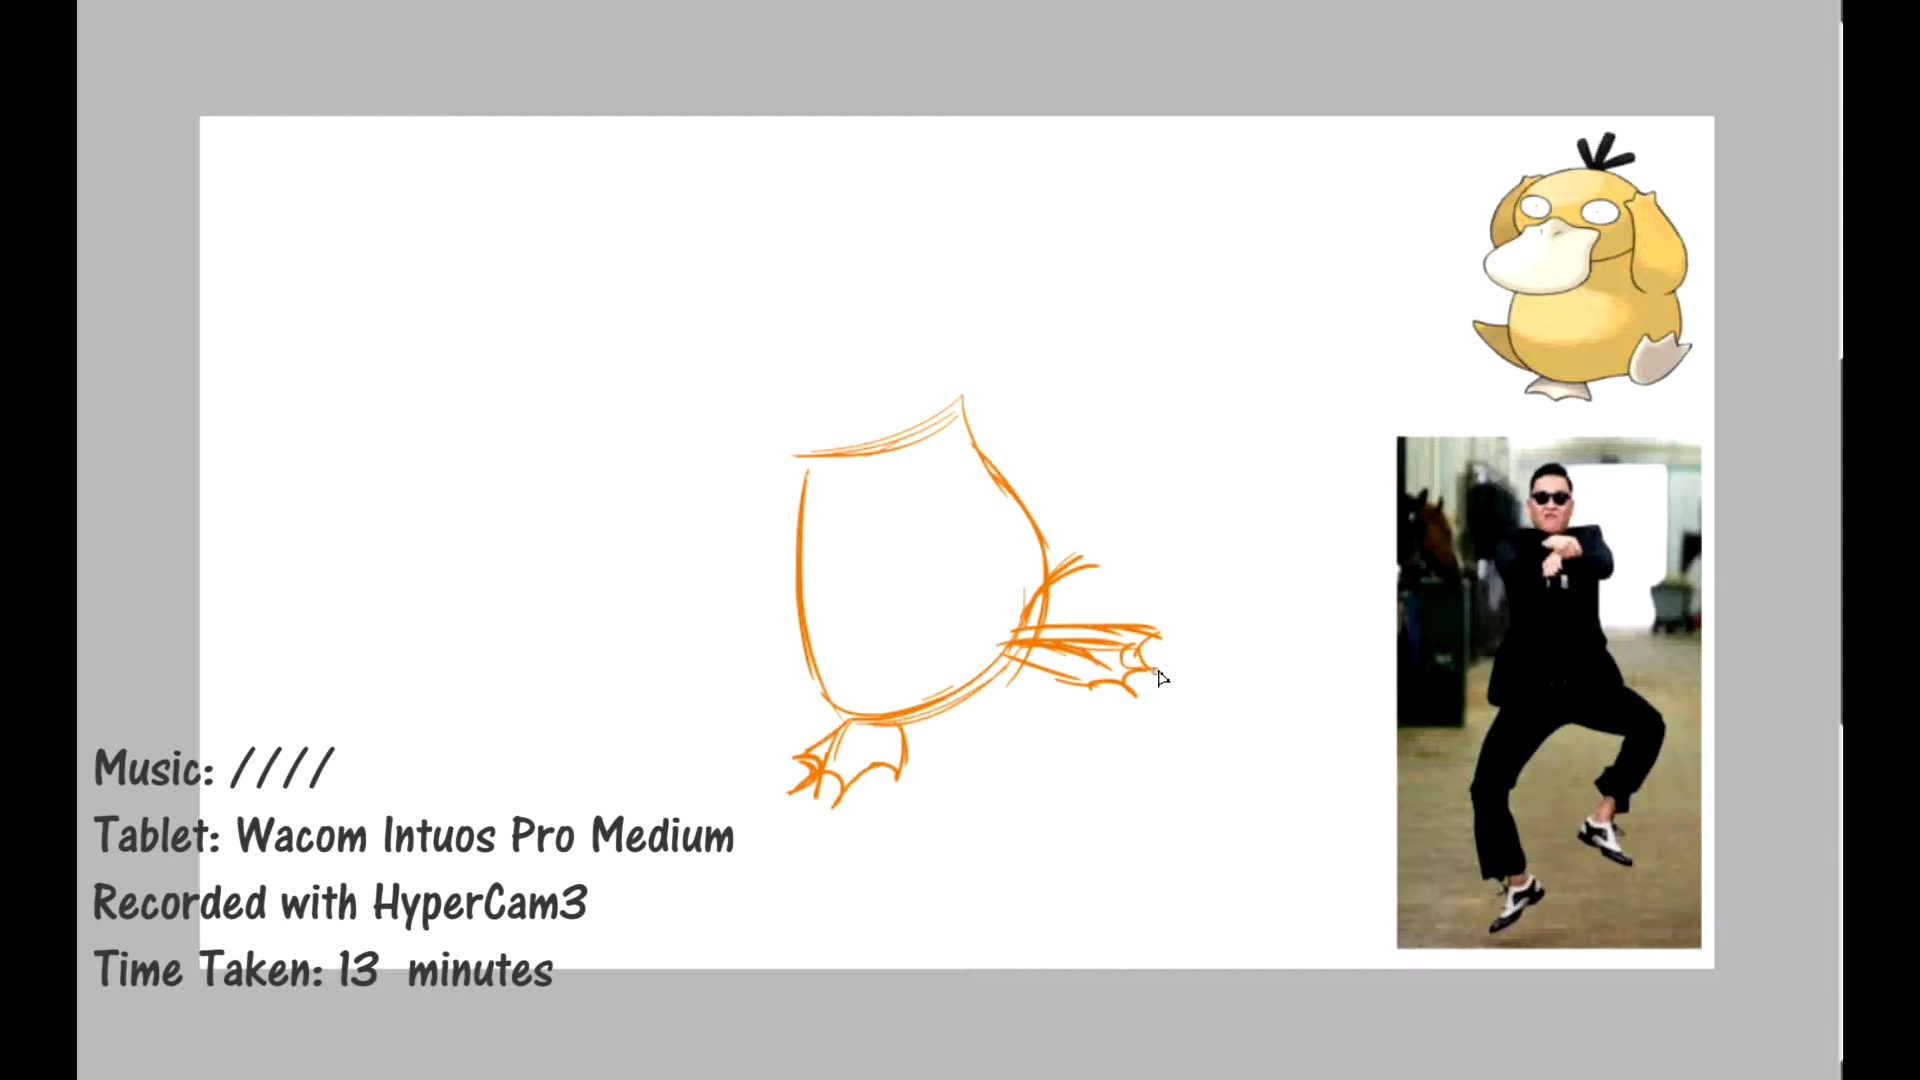 Music: ////
Tablet: Wacom Intuos Pro Medium
Recorded with HyperCam3
Time Taken: 13 minutes